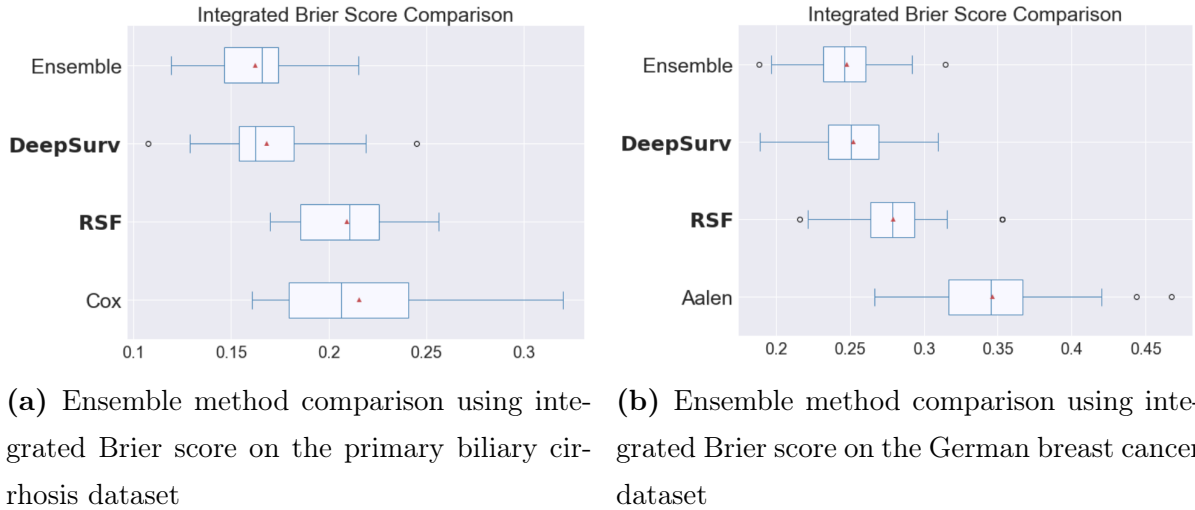 Integrated Brier Score Comparison
Ensemble
DeepSurv
RSF
Cox
0.1 0.15 0.2 0.25 0.3
(a) Ensemble method comparison using inte-
grated Brier score on the primary biliary cir-
rhosis dataset
Integrated Brier Score Comparison
Ensemble
DeepSurv
RSF
Aalen
0.2 0.25 0.3 0.35 0.4 0.45
(b) Ensemble method comparison using inte-
grated Brier score on the German breast cancer
dataset